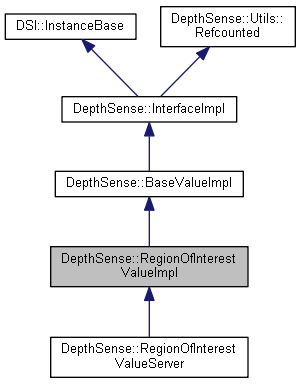 DSI::InstanceBase
DepthSense::Utils::
Refcounted
DepthSense::InterfaceImpl
DepthSense::BaseValueImpl
DepthSense::RegionOfInterest
ValueImpl
DepthSense::RegionOfInterest
ValueServer